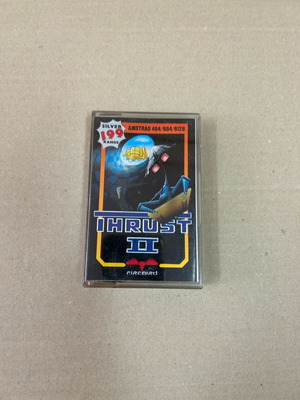 SILVER
199
RANGE
AMSTRAD 464/664/6128
THRUST
II
FIREBIRD